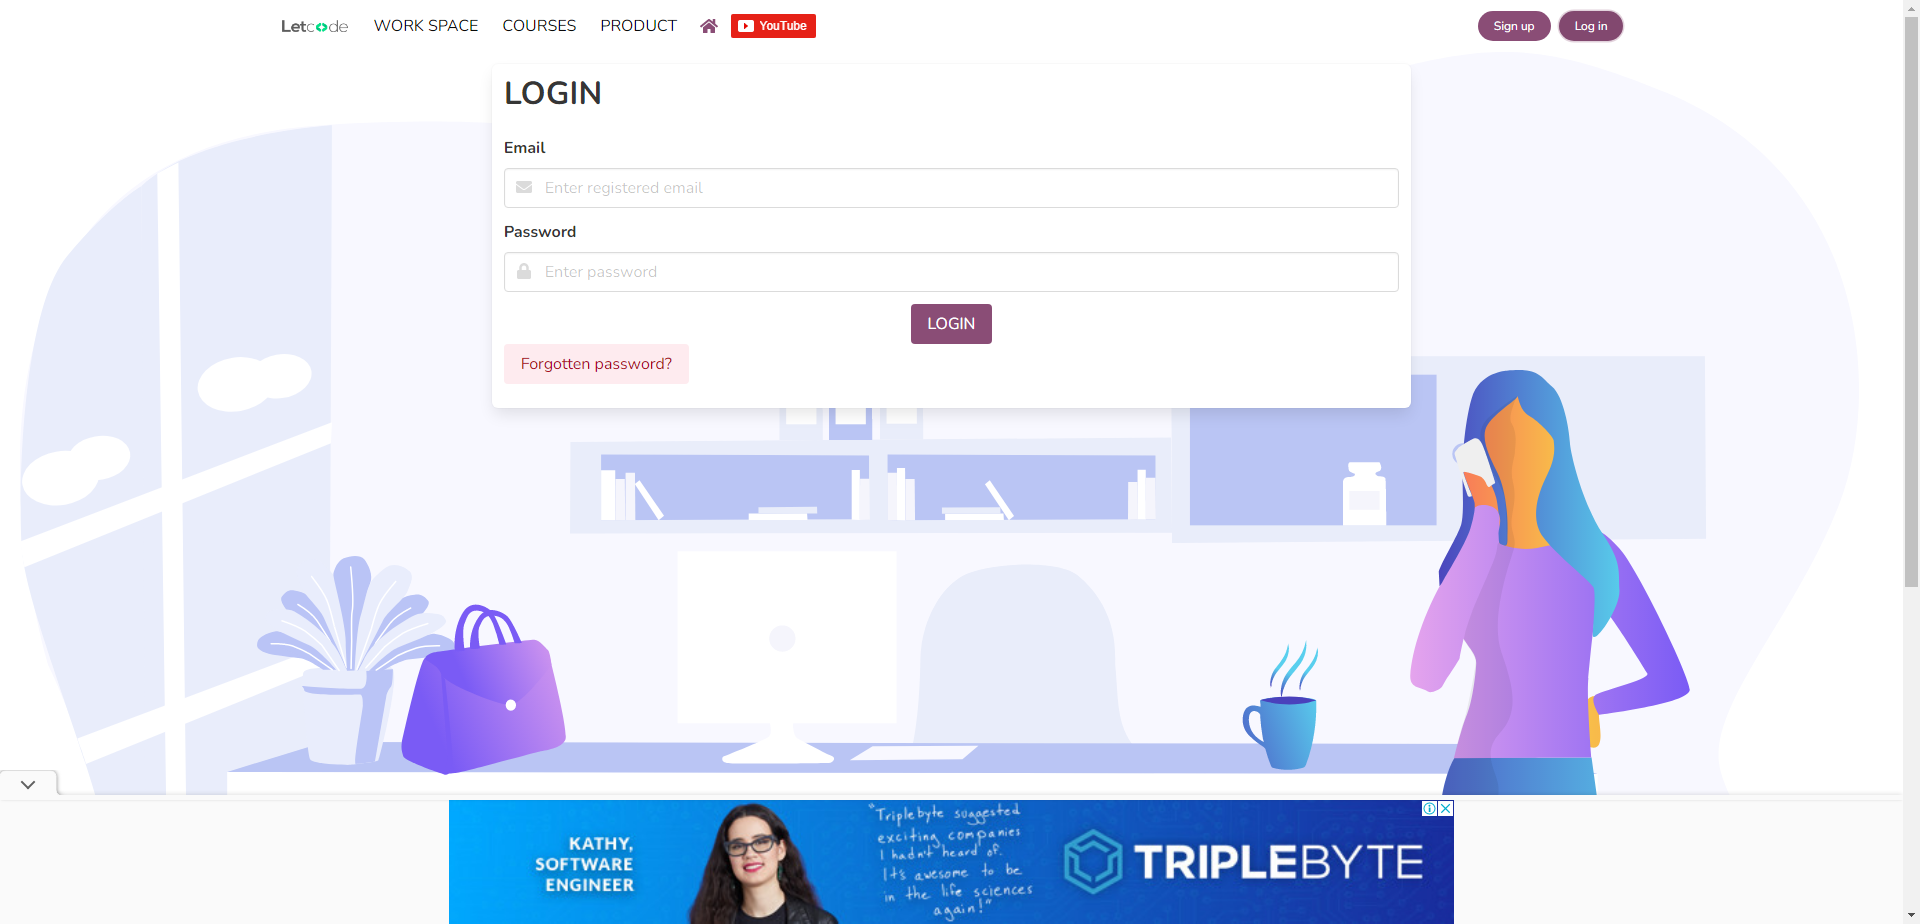 Letcode WORK SPACE COURSES PRODUCT YouTube Sign up Log in
LOGIN
Email
Enter registered email
Password
Enter password
LOGIN
Forgotten password?
KATHY,
SOFTWARE
ENGINEER
"Triplebyte suggested
exciting companies
I hadn't heard of.
It's awesome to be
in the life sciences
again!"
TRIPLEBYTE